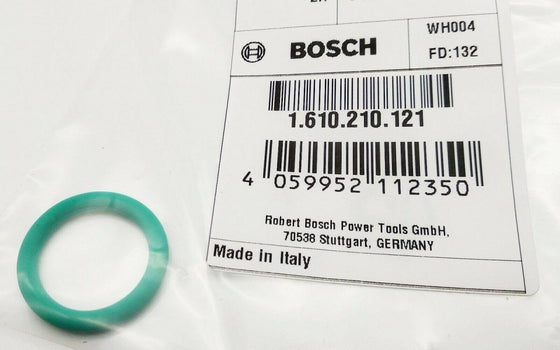 WH004
BOSCH
FD:132
1.610.210.121
4 059952 112350
Robert Bosch Power Tools GmbH,
70538 Stuttgart, GERMANY
Made in Italy